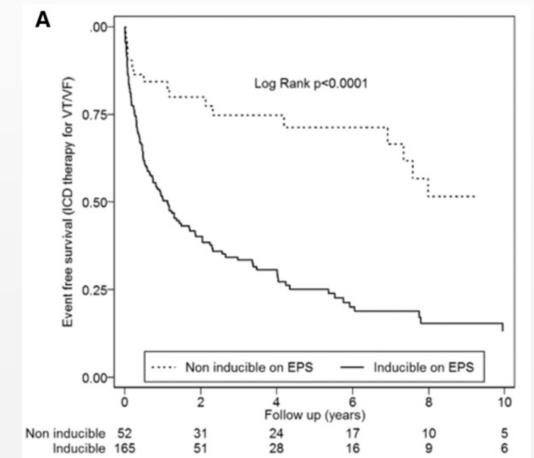 A
.00
Log Rank p<0.0001
0.75
0.50
0.25
0.00
Event free survival (ICD therapy for VT/VF)
Non inducible on EPS Inducible on EPS
0 2 4 6 8 10
Follow up (years)
Non inducible 52 31 24 17 10 5
Inducible 165 51 28 16 9 6